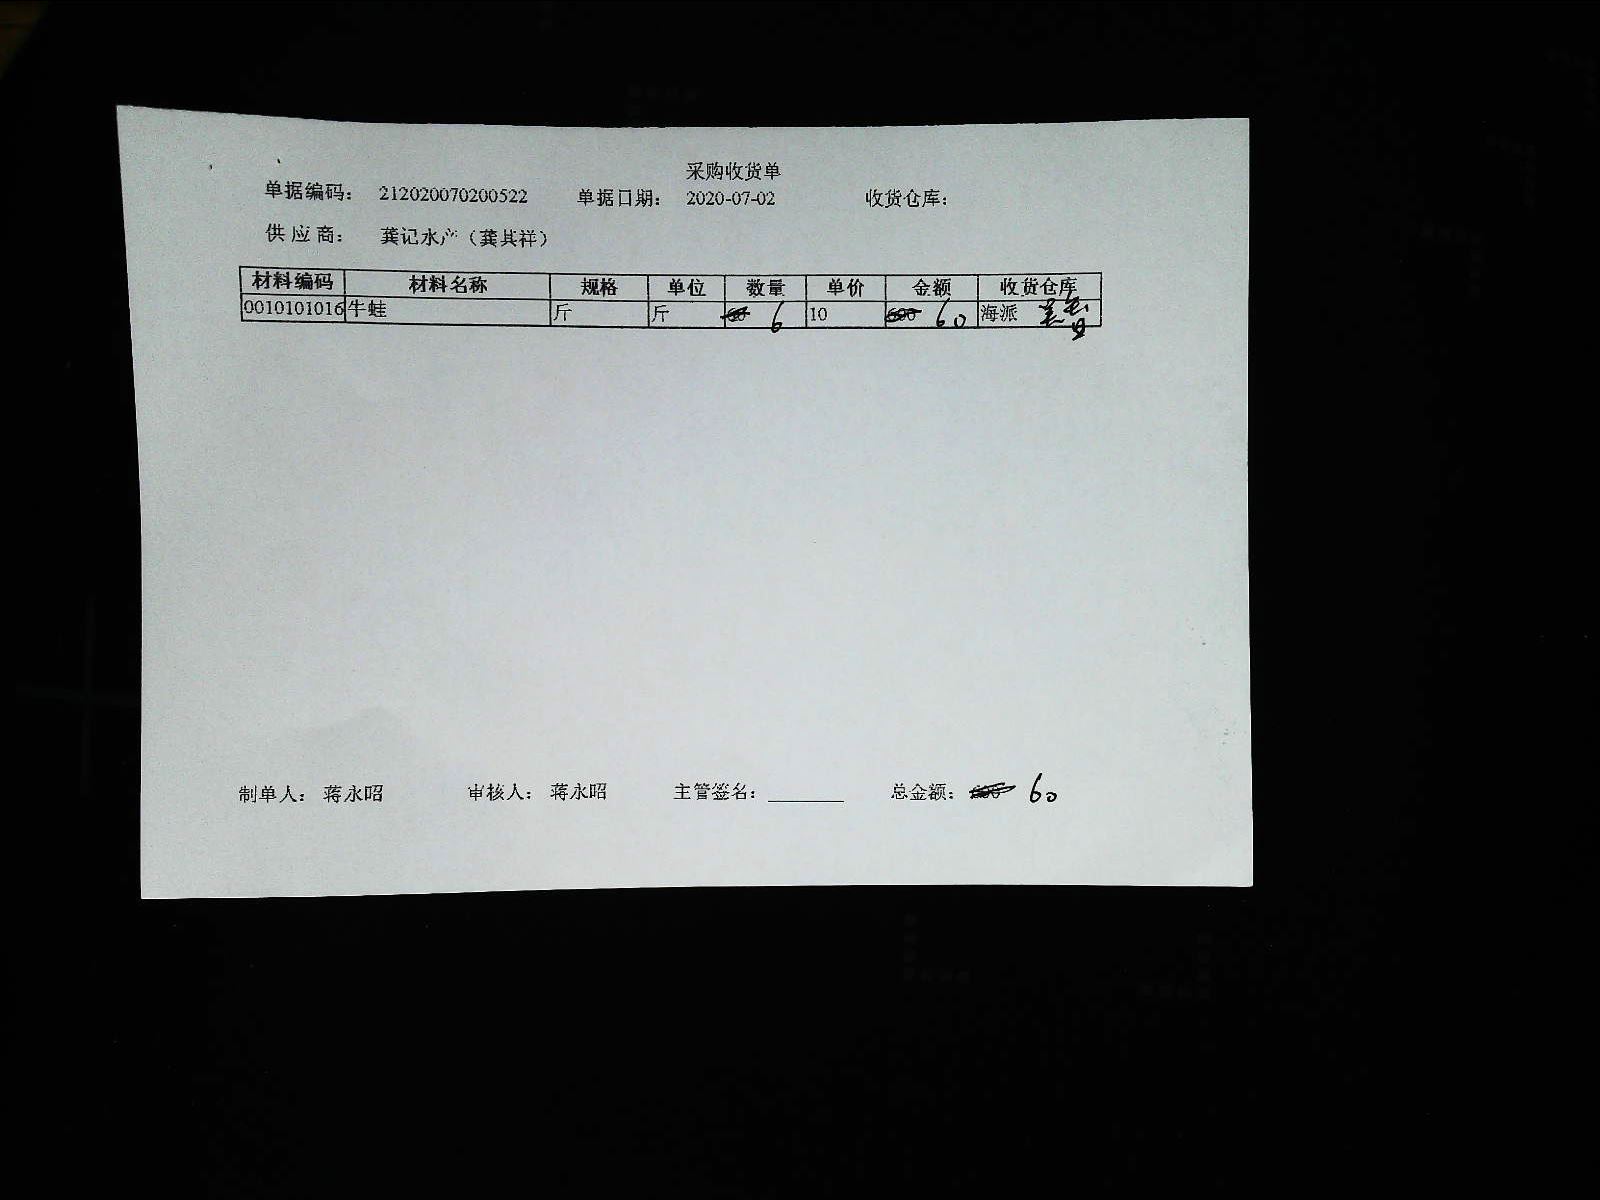 采购收货单
单据编码: 212020070200522 单据日期: 2020-07-02 收货仓库:
供应商: 龚记水产（龚其祥）
材料编码 材料名称 规格 单位 数量 单价 金额 收货仓库
0010101016 牛蛙 斤 斤 6 10 60 海派
制单人: 蒋永昭 审核人: 蒋永昭 主管签名: 总金额: 60